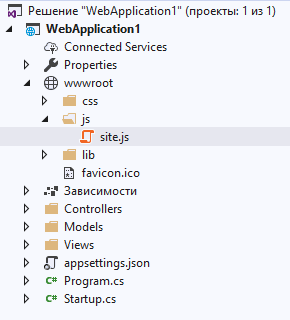 Решение "WebApplication1" (проекты: 1 из 1)
WebApplication1
Connected Services
Properties
wwwroot
css
js
site.js
lib
favicon.ico
Зависимости
Controllers
Models
Views
appsettings.json
C# Program.cs
C# Startup.cs